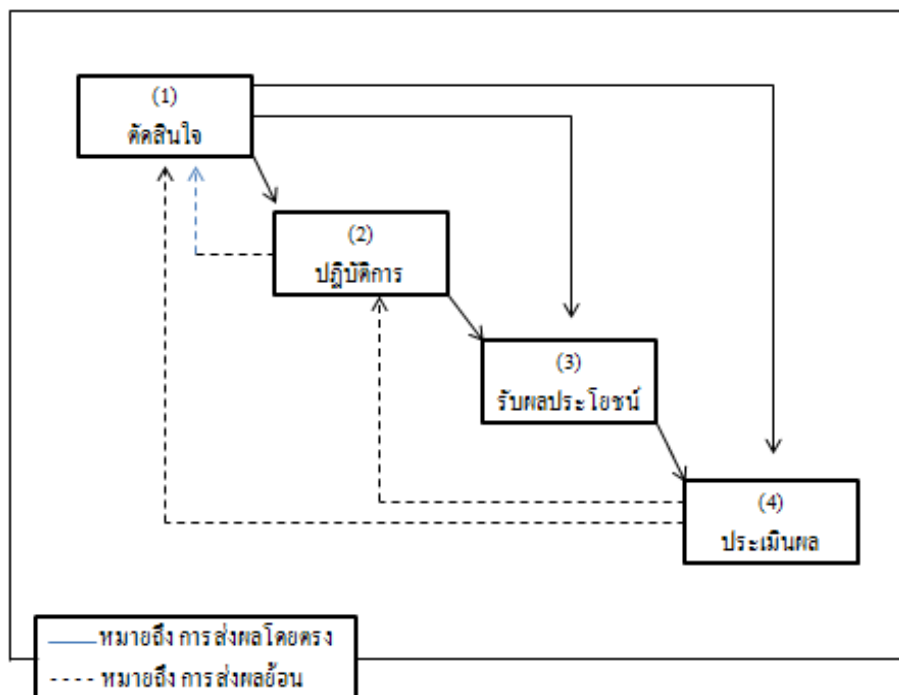 (1)
ตัดสินใจ
(2)
ปฏิบัติการ
(3)
รับผลประโยชน์
(4)
ประเมินผล
หมายถึง การส่งผลโดยตรง
หมายถึง การส่งผลย้อน